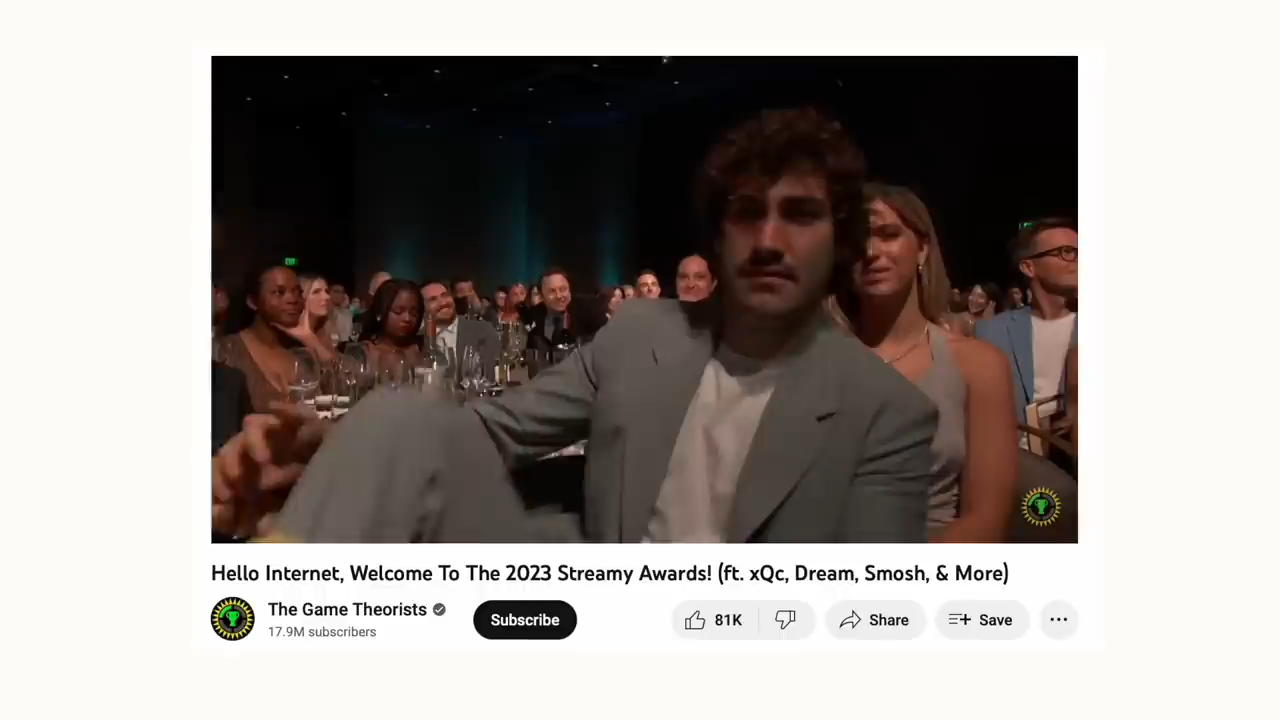 Hello Internet, Welcome To The 2023 Streamy Awards! (ft. xQc, Dream, Smosh, & More)
The Game Theorists
17.9M subscribers
Subscribe
81K
Share
Save